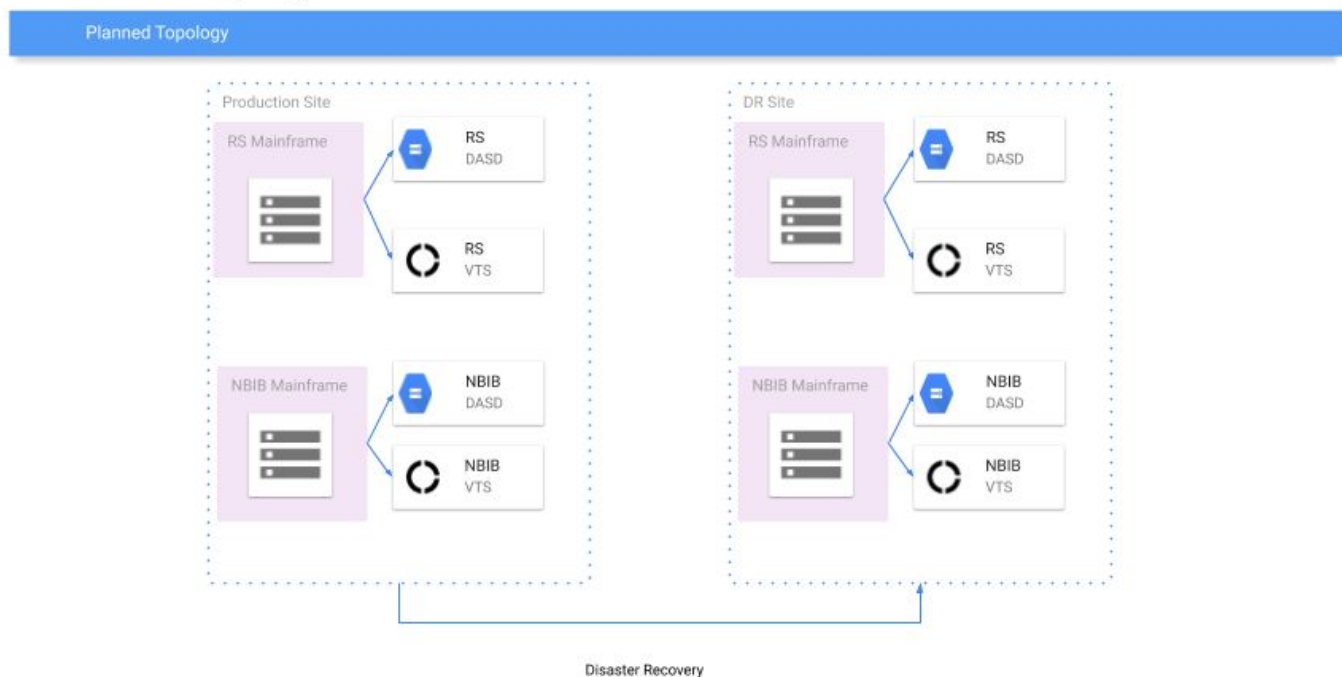 Planned Topology
Production Site
RS Mainframe
RS
DASD
RS
VTS
NBIB Mainframe
NBIB
DASD
NBIB
VTS
DR Site
RS Mainframe
RS
DASD
RS
VTS
NBIB Mainframe
NBIB
DASD
NBIB
VTS
Disaster Recovery